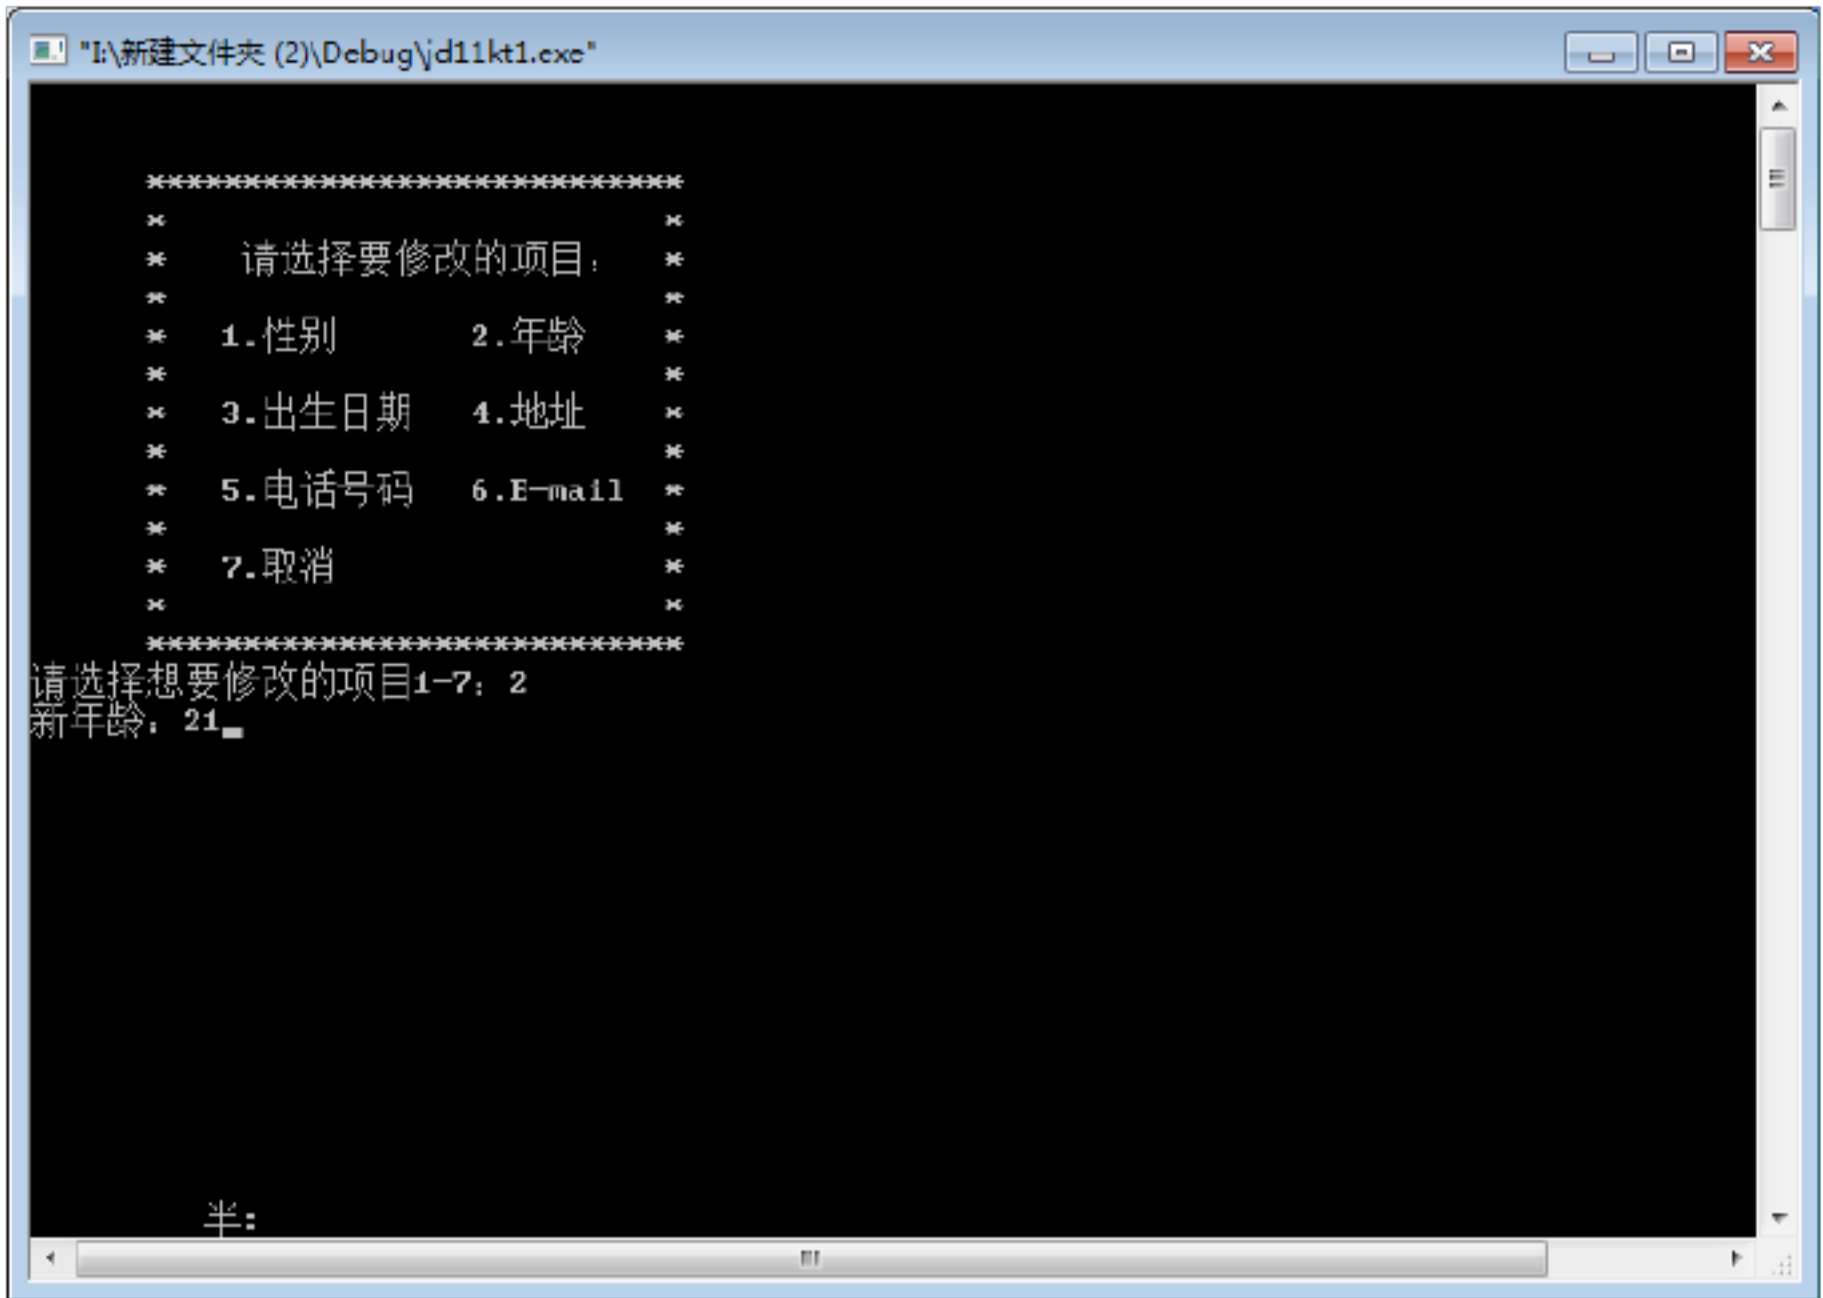 "I:\新建文件夹 (2)\Debug\jd11kt1.exe"
****************************
* *
* 请选择要修改的项目： *
* *
* 1.性别 2.年龄 *
* *
* 3.出生日期 4.地址 *
* *
* 5.电话号码 6.E-mail *
* *
* 7.取消 *
* *
****************************
请选择想要修改的项目1-7：2
新年龄：21_
半：